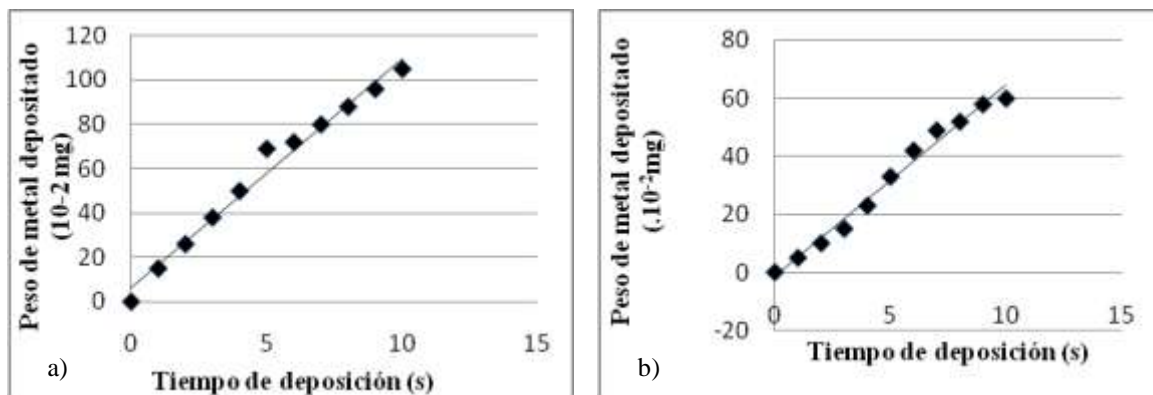 Peso de metal depositado
(10-2 mg)
120
100
80
60
40
20
0
0
5
10
15
Tiempo de deposición (s)
a)
Peso de metal depositado
(.10⁻²mg)
80
60
40
20
0
-20
0
5
10
15
Tiempo de deposición (s)
b)